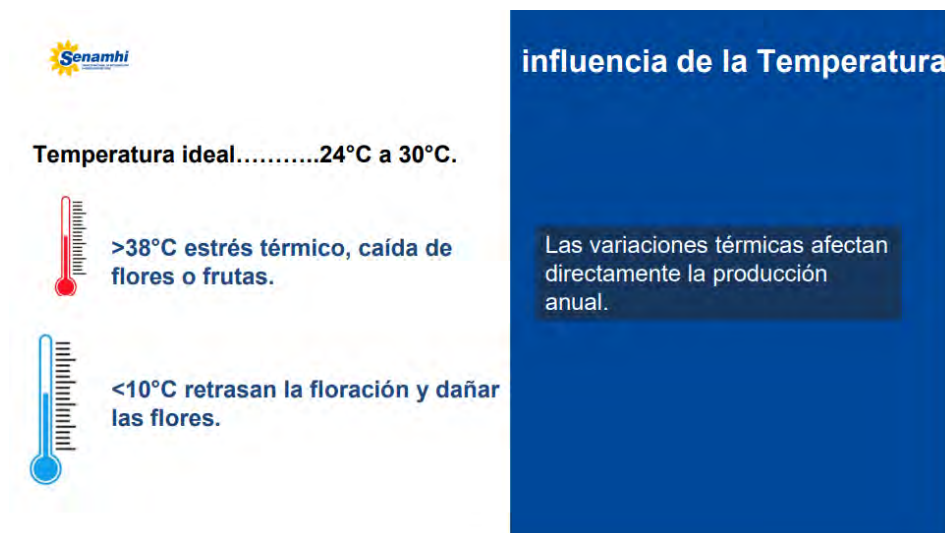 Senamhi
influencia de la Temperatura
Temperatura ideal………..24°C a 30°C.
>38°C estrés térmico, caída de
flores o frutas.
<10°C retrasan la floración y dañar
las flores.
Las variaciones térmicas afectan
directamente la producción
anual.